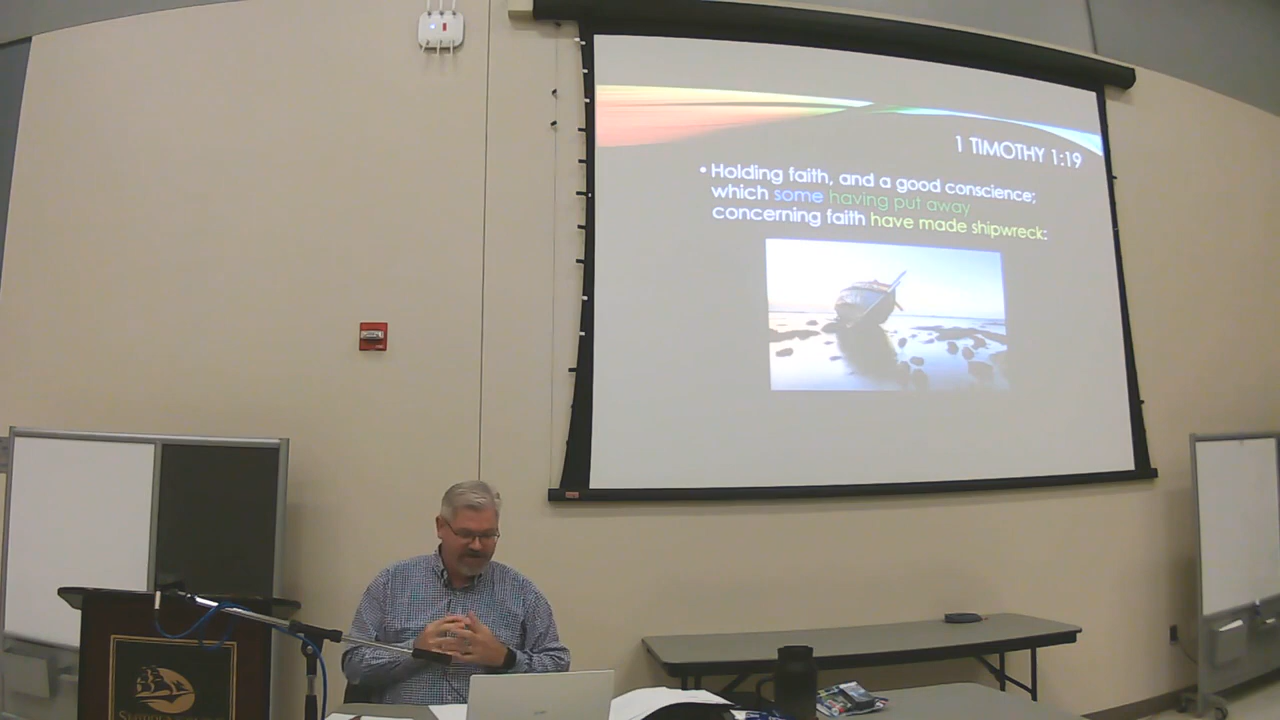 1 TIMOTHY 1:19
• Holding faith, and a good conscience;
which some having put away
concerning faith have made shipwreck: